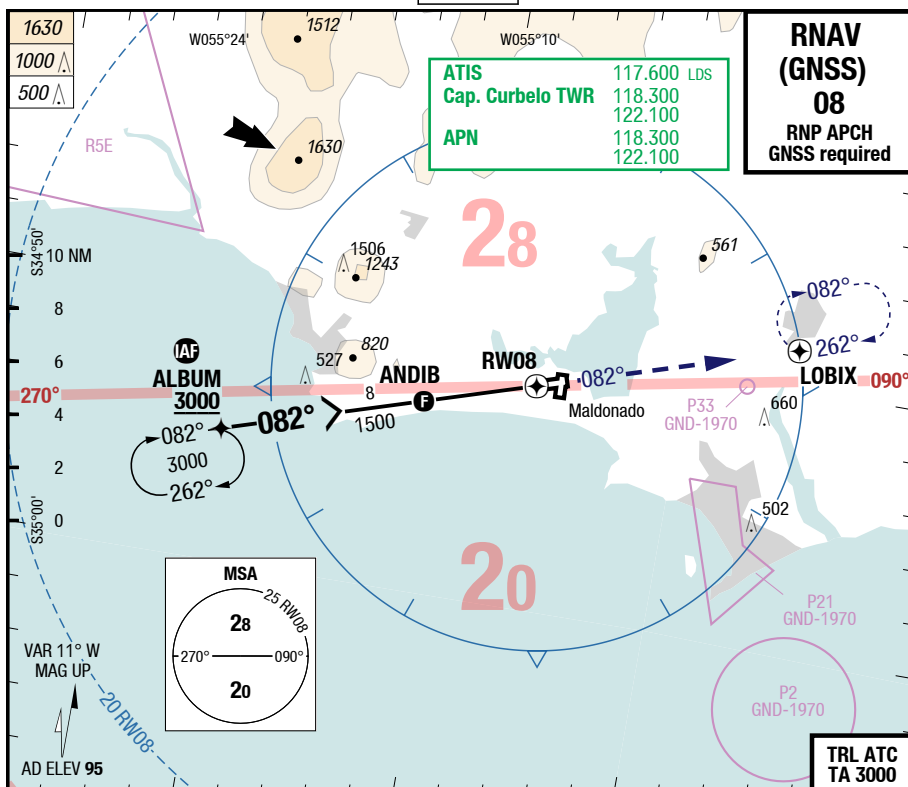 1630
1000
500
1512
W055°24'
W055°10'
RNAV
(GNSS)
08
RNP APCH
GNSS required
ATIS 117.600 LDS
Cap. Curbelo TWR 118.300
122.100
APN 118.300
122.100
R5E
1630
S34°50'
10 NM
28
1506
1243
561
8
082°
262°
6
IAF
820
527
ANDIB
RW08
LOBIX
ALBUM
3000
270°
8
082°
090°
4
F
1500
Maldonado
P33
GND-1970
660
082°
082°
3000
262°
2
S35°00'
0
502
20
MSA
25 RW08
28
270°
090°
20
P21
GND-1970
VAR 11° W
MAG UP
20 RW08
P2
GND-1970
AD ELEV 95
TRL ATC
TA 3000